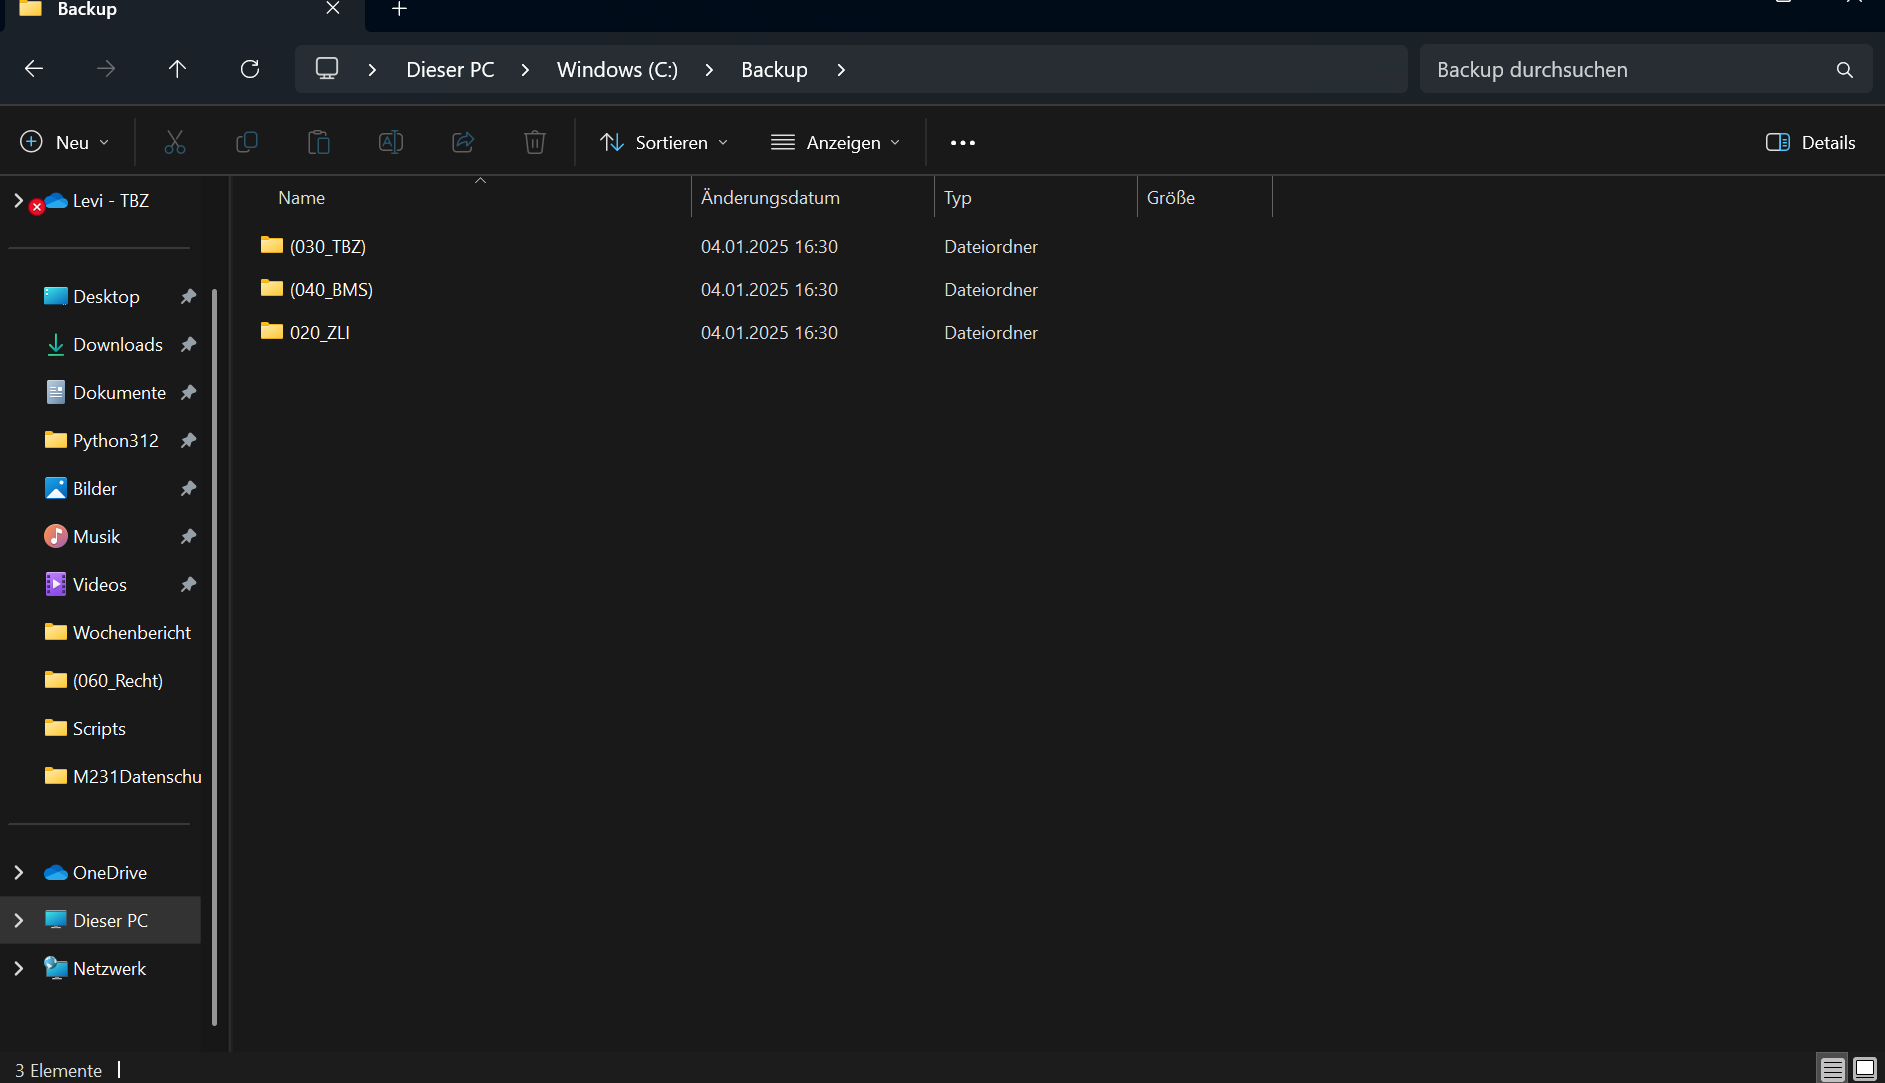 Backup
Dieser PC > Windows (C:) > Backup >
Backup durchsuchen
Neu
Sortieren
Anzeigen
Details
Levi - TBZ
Desktop
Downloads
Dokumente
Python312
Bilder
Musik
Videos
Wochenbericht
(060_Recht)
Scripts
M231Datenschu
OneDrive
Dieser PC
Netzwerk
Name Änderungsdatum Typ Größe
(030_TBZ) 04.01.2025 16:30 Dateiordner
(040_BMS) 04.01.2025 16:30 Dateiordner
020_ZLI 04.01.2025 16:30 Dateiordner
3 Elemente